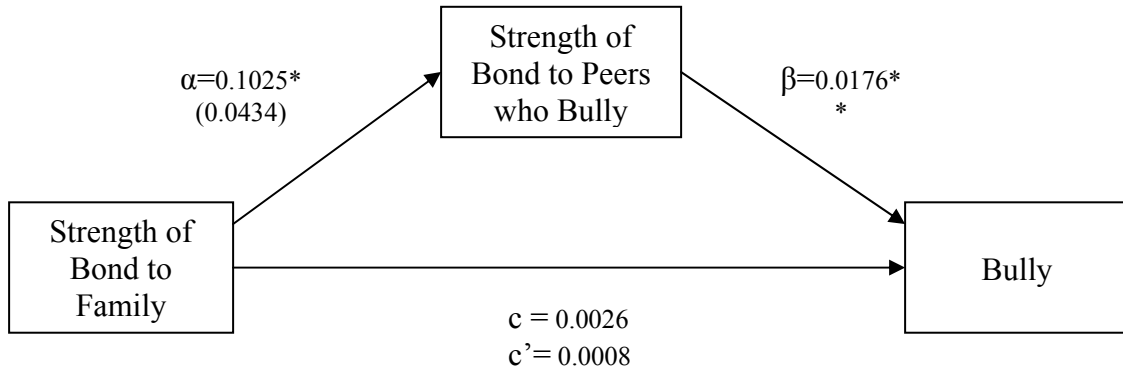 Strength of
Bond to Peers
who Bully
α=0.1025*
(0.0434)
β=0.0176*
*
Strength of
Bond to
Family
Bully
c = 0.0026
c’= 0.0008